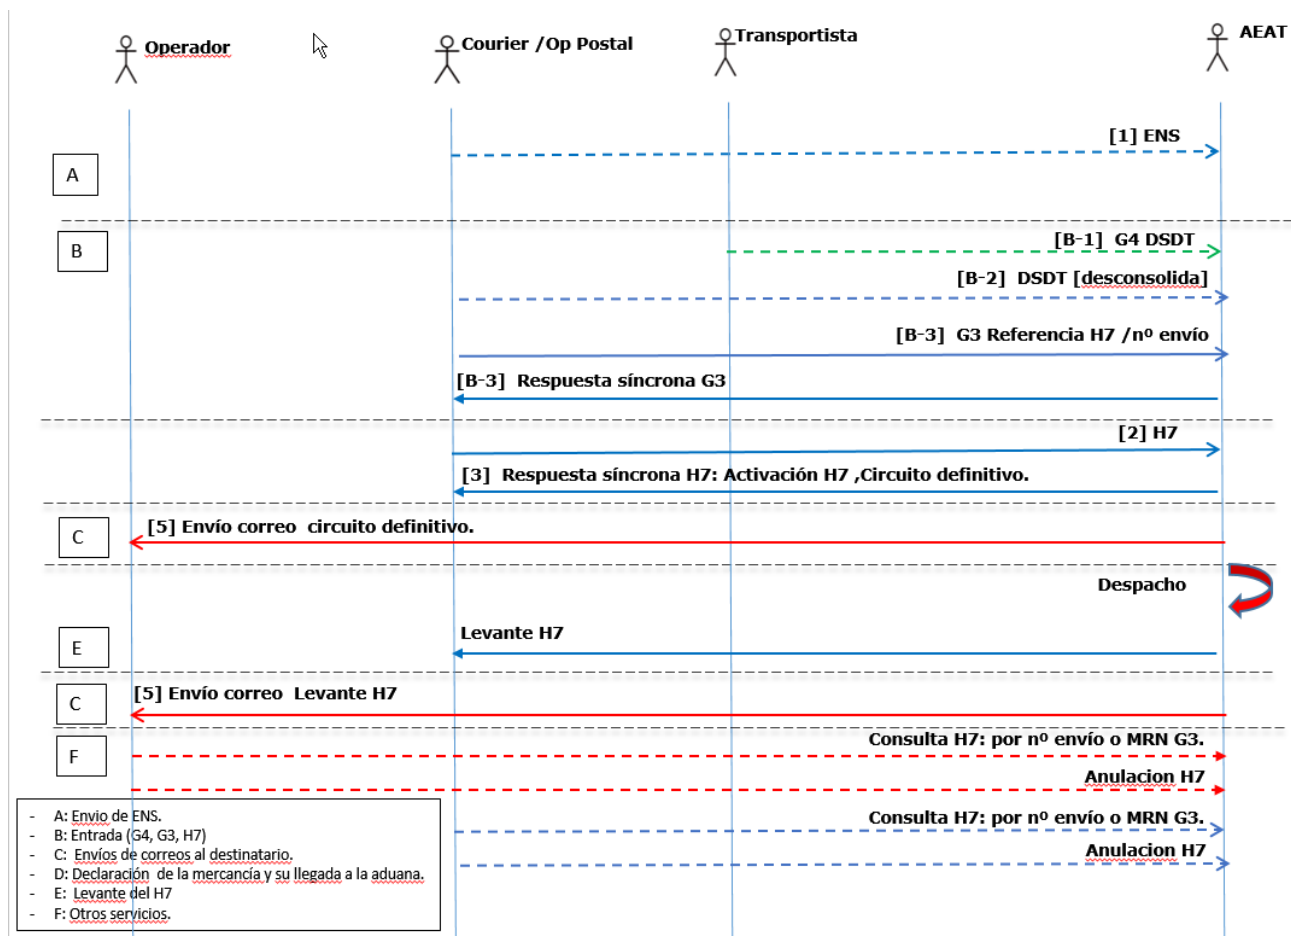 Operador
Courier /Op Postal
Transportista
AEAT
[1] ENS
A
B
[B-1]  G4 DSDT
[B-2]  DSDT [desconsolida]
[B-3]  G3 Referencia H7 /nº envío
[B-3]  Respuesta síncrona G3
[2] H7
[3]  Respuesta síncrona H7: Activación H7 ,Circuito definitivo.
C
[5] Envío correo  circuito definitivo.
Despacho
E
Levante H7
C
[5] Envío correo  Levante H7
F
Consulta H7: por nº envío o MRN G3.
Anulacion H7
Consulta H7: por nº envío o MRN G3.
Anulacion H7
- A: Envio de ENS.
- B: Entrada (G4, G3, H7)
- C:  Envíos de correos al destinatario.
- D: Declaración  de la mercancía y su llegada a la aduana.
- E:  Levante del H7
- F: Otros servicios.